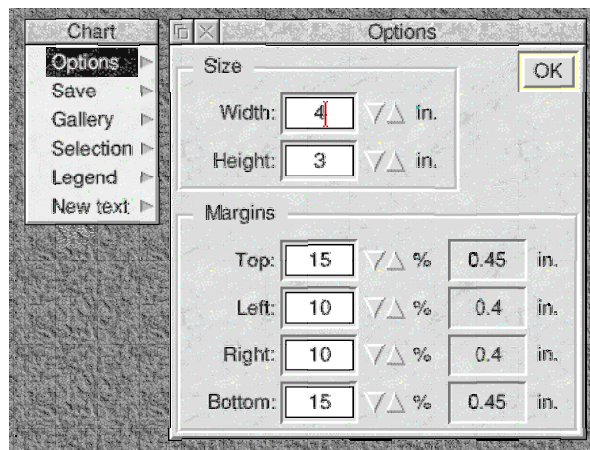 Chart
Options
Save
Gallery
Selection
Legend
New text
Options
OK
Size
Width: 4 in.
Height: 3 in.
Margins
Top: 15 % 0.45 in.
Left: 10 % 0.4 in.
Right: 10 % 0.4 in.
Bottom: 15 % 0.45 in.